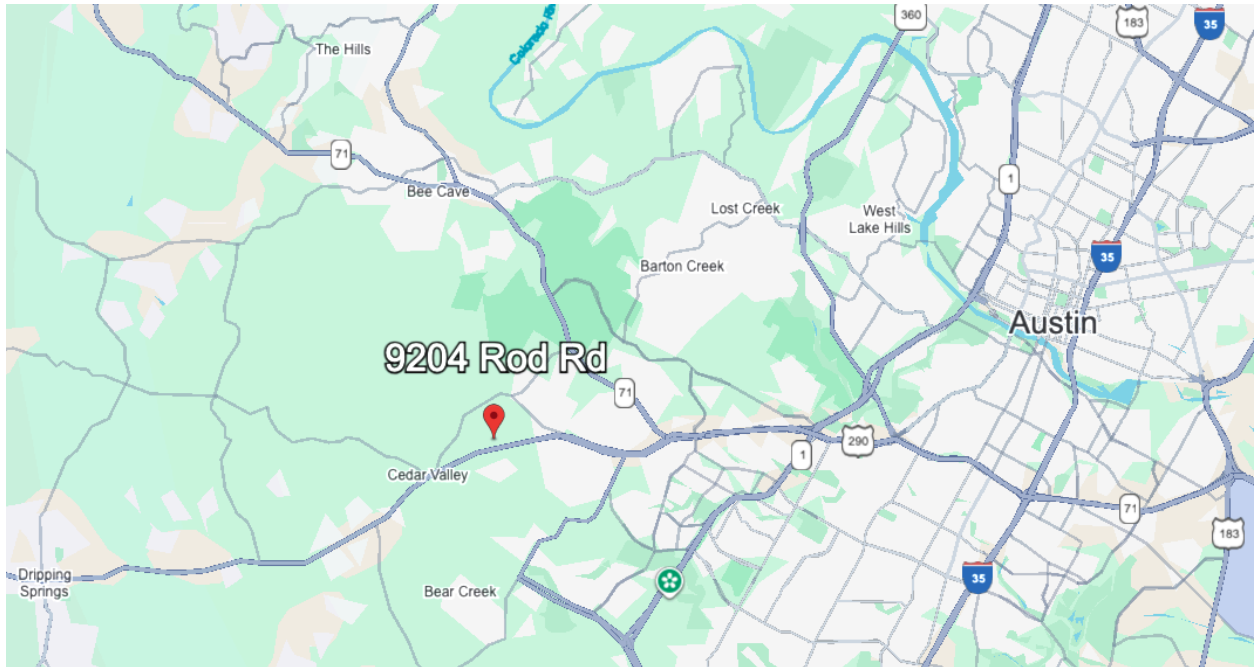 Colorado Riv
360
183
35
The Hills
71
Bee Cave
1
Lost Creek
West
Lake Hills
35
Barton Creek
Austin
9204 Rod Rd
71
290
1
Cedar Valley
71
183
35
Dripping
Springs
Bear Creek